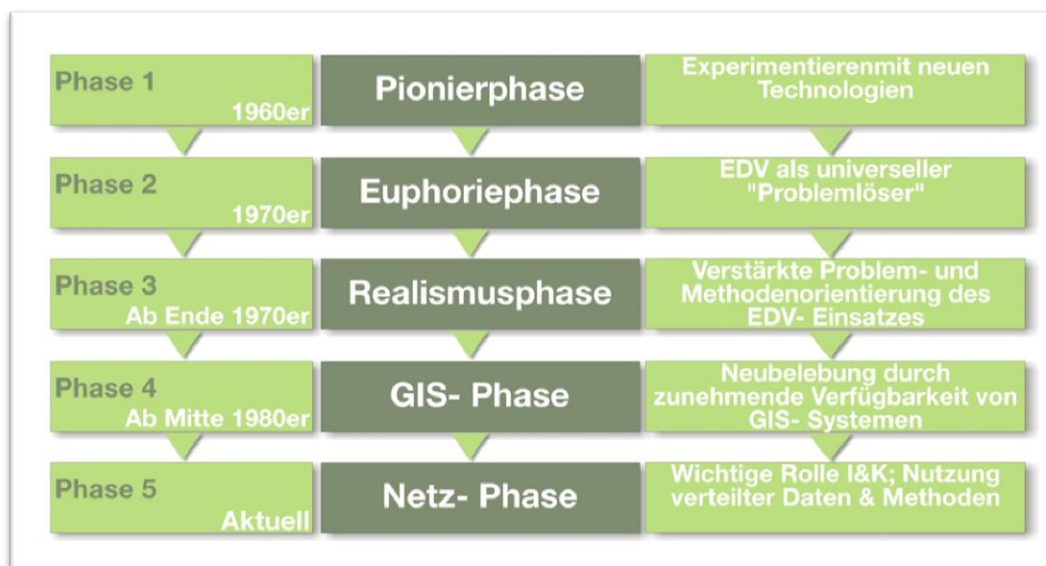 Phase 1
1960er
Pionierphase
Experimentierenmit neuen
Technologien
Phase 2
1970er
Euphoriephase
EDV als universeller
"Problemlöser"
Phase 3
Ab Ende 1970er
Realismusphase
Verstärkte Problem- und
Methodenorientierung des
EDV- Einsatzes
Phase 4
Ab Mitte 1980er
GIS- Phase
Neubelebung durch
zunehmende Verfügbarkeit von
GIS- Systemen
Phase 5
Aktuell
Netz- Phase
Wichtige Rolle I&K; Nutzung
verteilter Daten & Methoden